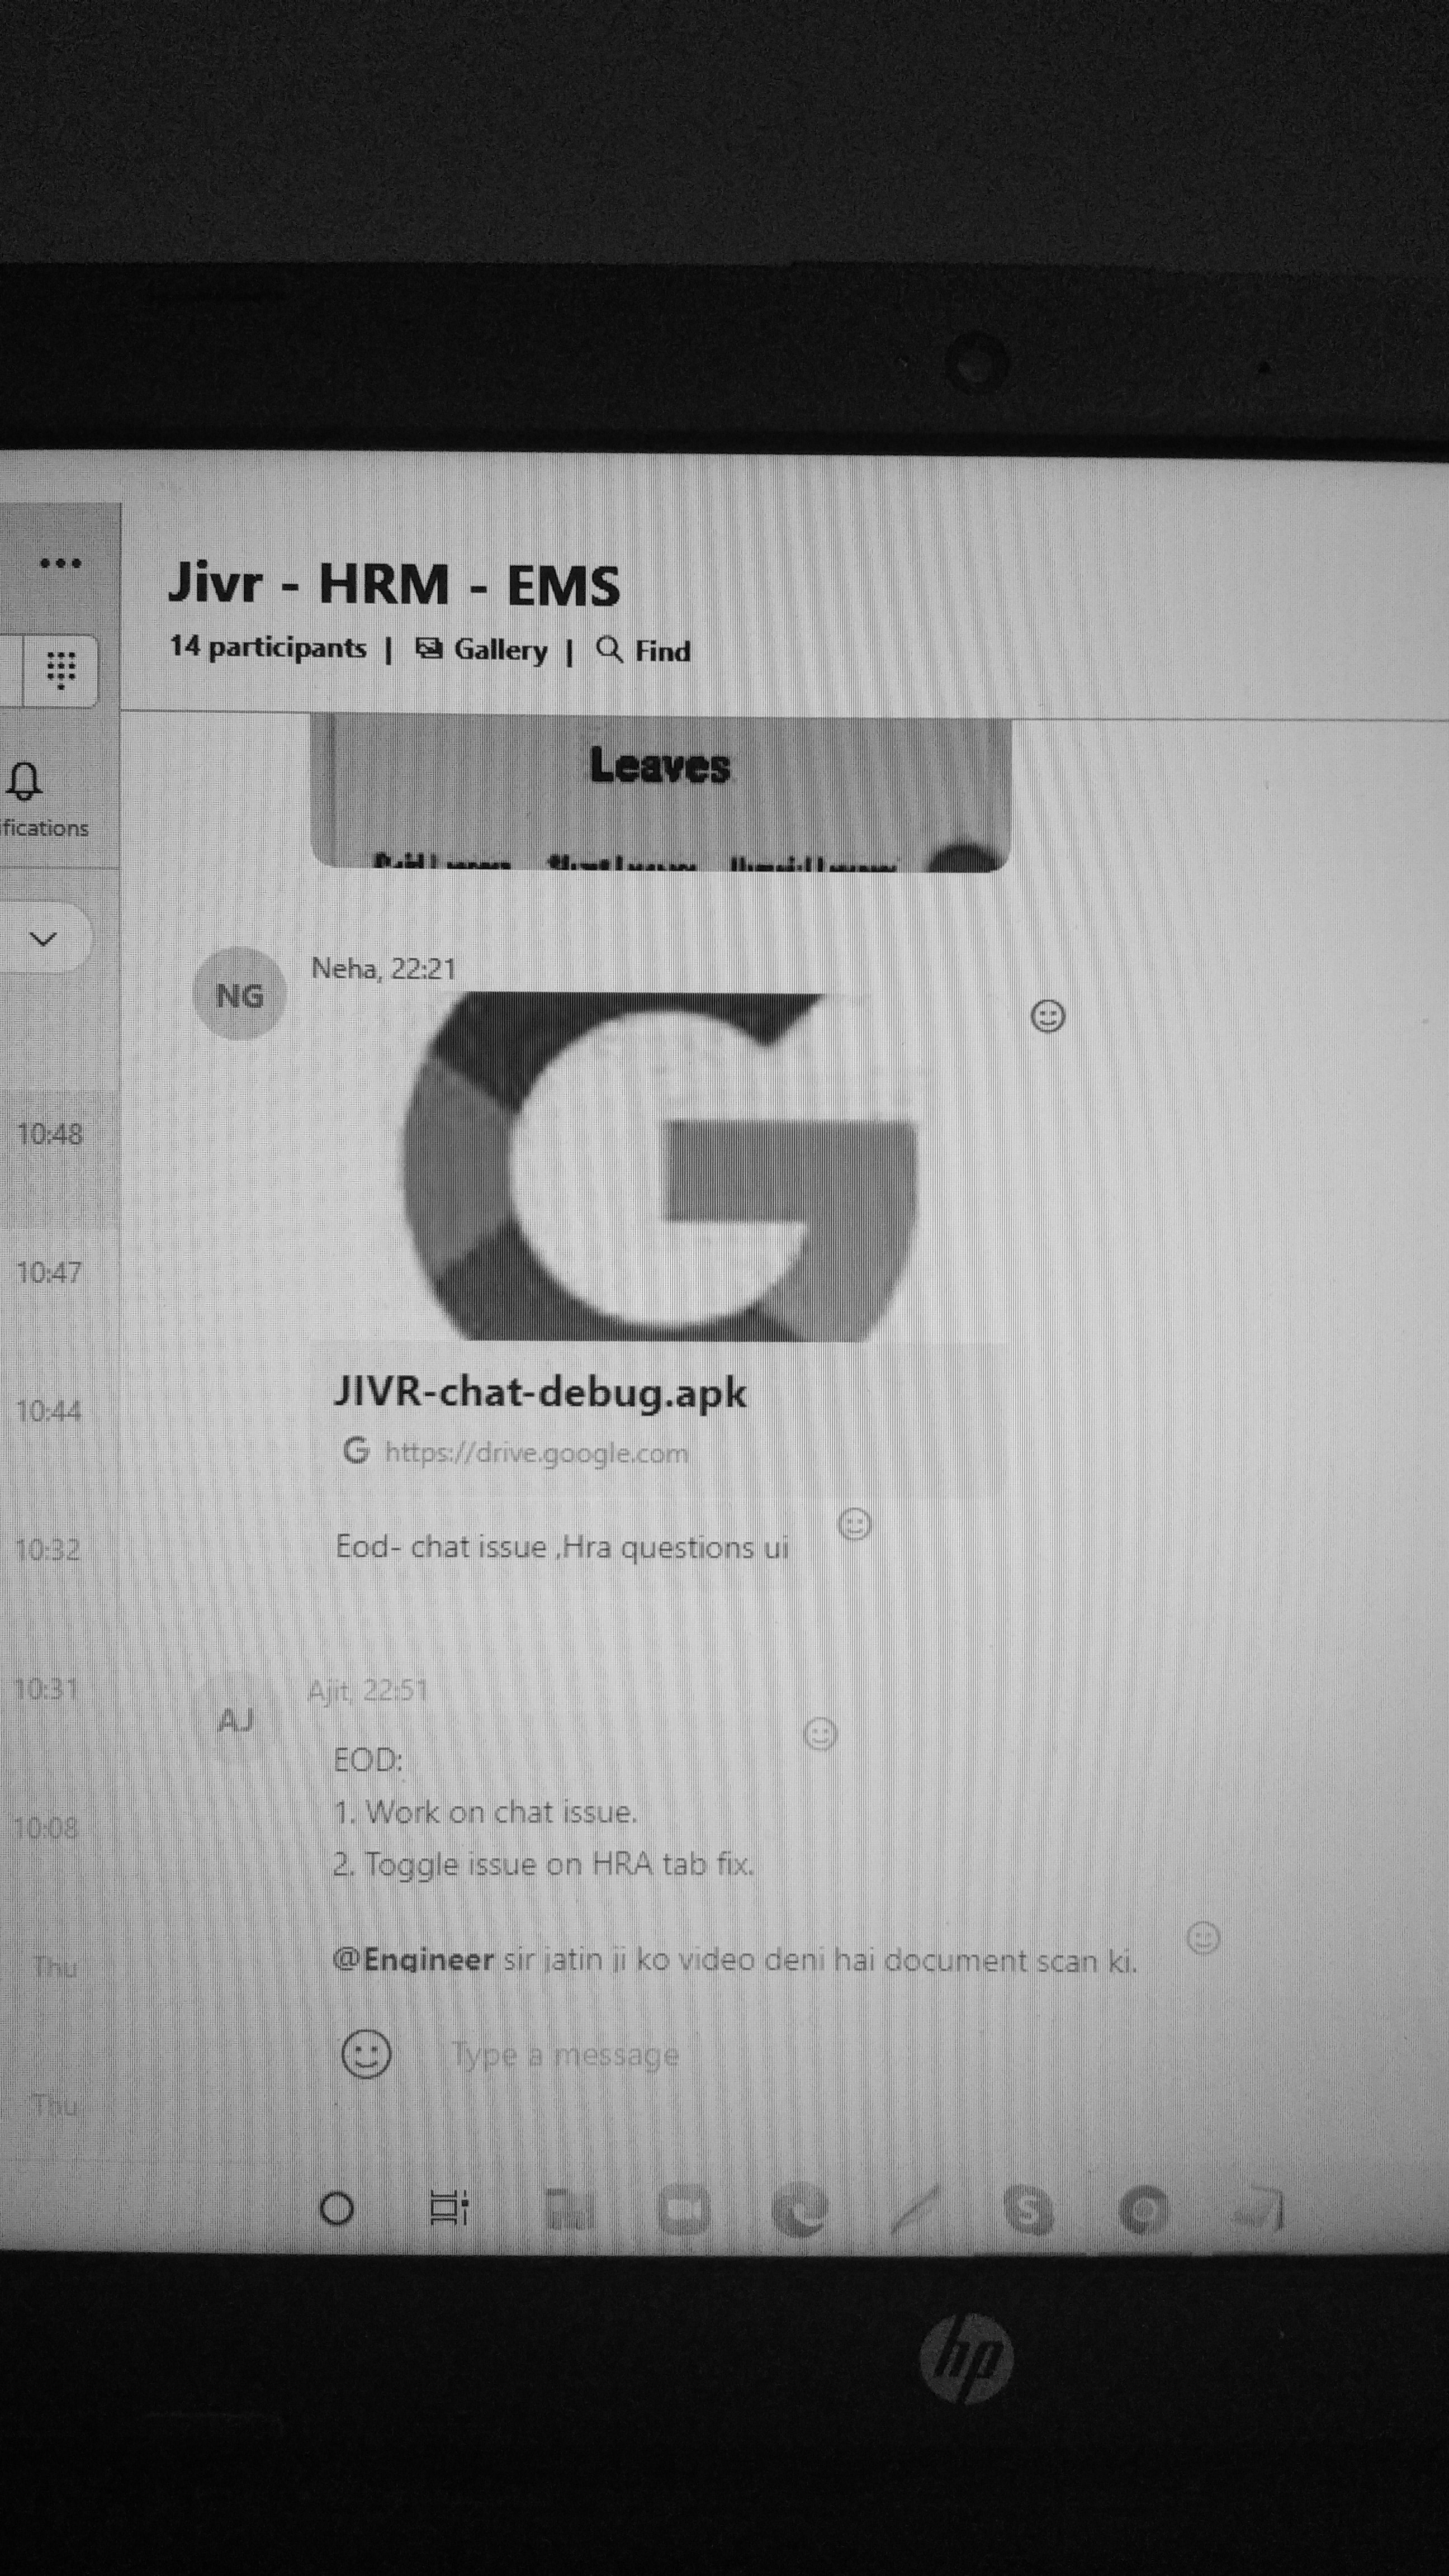 Jivr - HRM - EMS
14 participants | Gallery | Find
ifications
Leaves
NG
Neha, 22:21
10:48
10:47
JIVR-chat-debug.apk
10:44
G https://drive.google.com
Eod- chat issue ,Hra questions ui
10:32
10:31
Ajit, 22:51
AJ
EOD:
1. Work on chat issue.
10:08
2. Toggle issue on HRA tab fix.
@Engineer sir jatin ji ko video deni hai document scan ki.
Thu
Type a message
Thu
hp